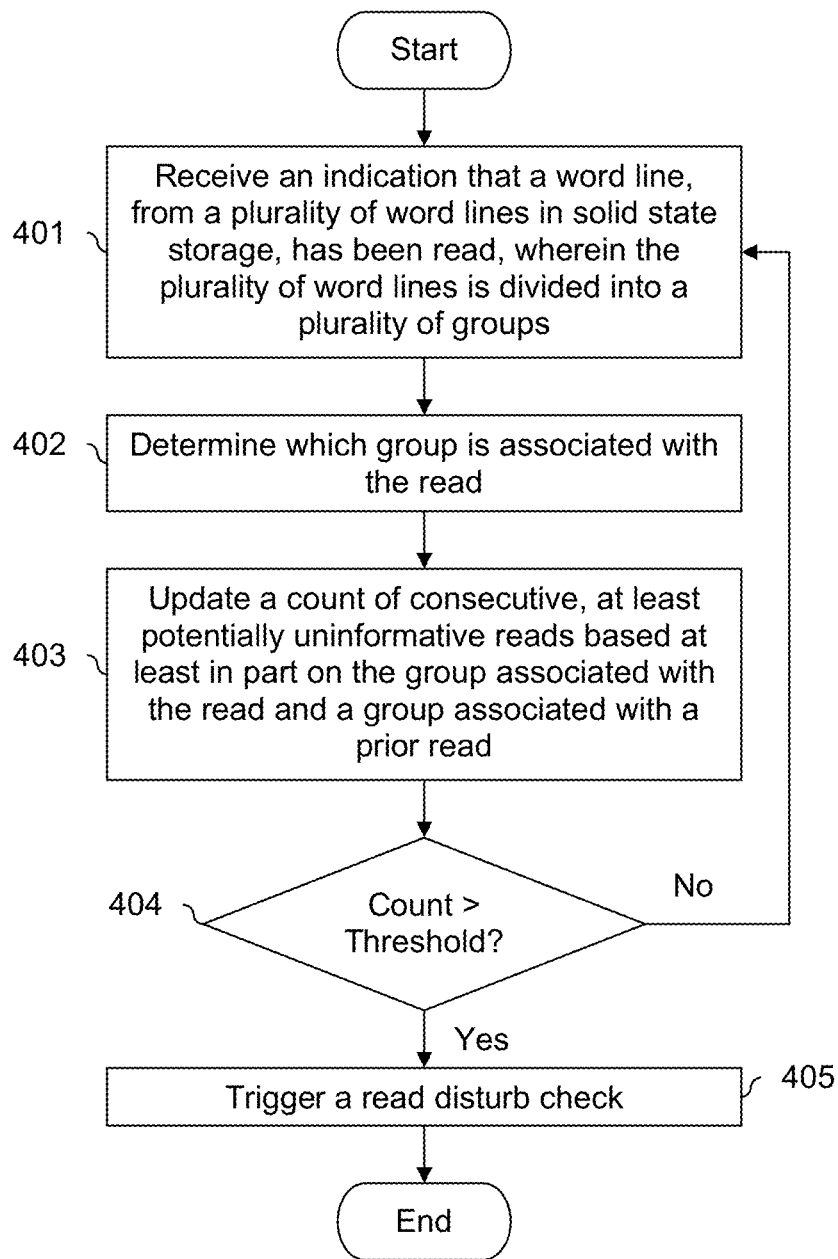 Start
401
Receive an indication that a word line,
from a plurality of word lines in solid state
storage, has been read, wherein the
plurality of word lines is divided into a
plurality of groups
402
Determine which group is associated with
the read
403
Update a count of consecutive, at least
potentially uninformative reads based at
least in part on the group associated with
the read and a group associated with a
prior read
404
Count >
Threshold?
No
Yes
Trigger a read disturb check
405
End